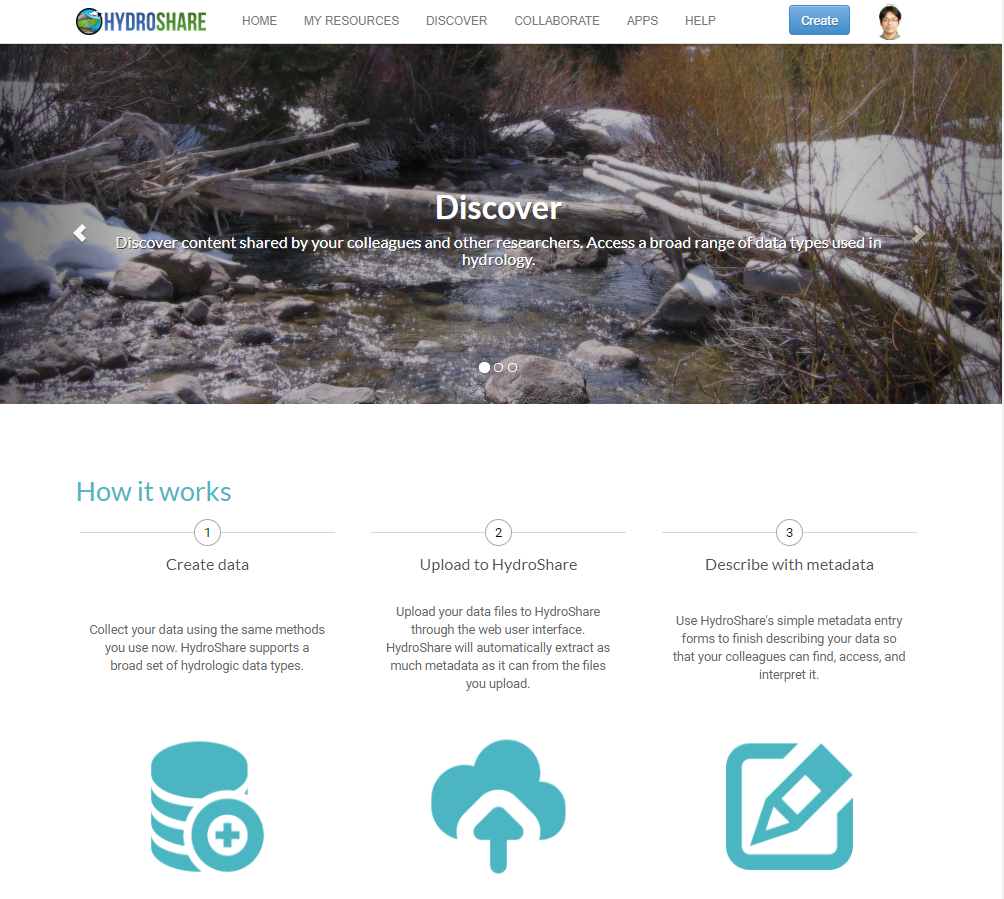 HYDROSHARE HOME MY RESOURCES DISCOVER COLLABORATE APPS HELP Create
Discover
Discover content shared by your colleagues and other researchers. Access a broad range of data types used in
hydrology.
How it works
1
Create data
Collect your data using the same methods
you use now. HydroShare supports a
broad set of hydrologic data types.
2
Upload to HydroShare
Upload your data files to HydroShare
through the web user interface.
HydroShare will automatically extract as
much metadata as it can from the files
you upload.
3
Describe with metadata
Use HydroShare's simple metadata entry
forms to finish describing your data so
that your colleagues can find, access, and
interpret it.